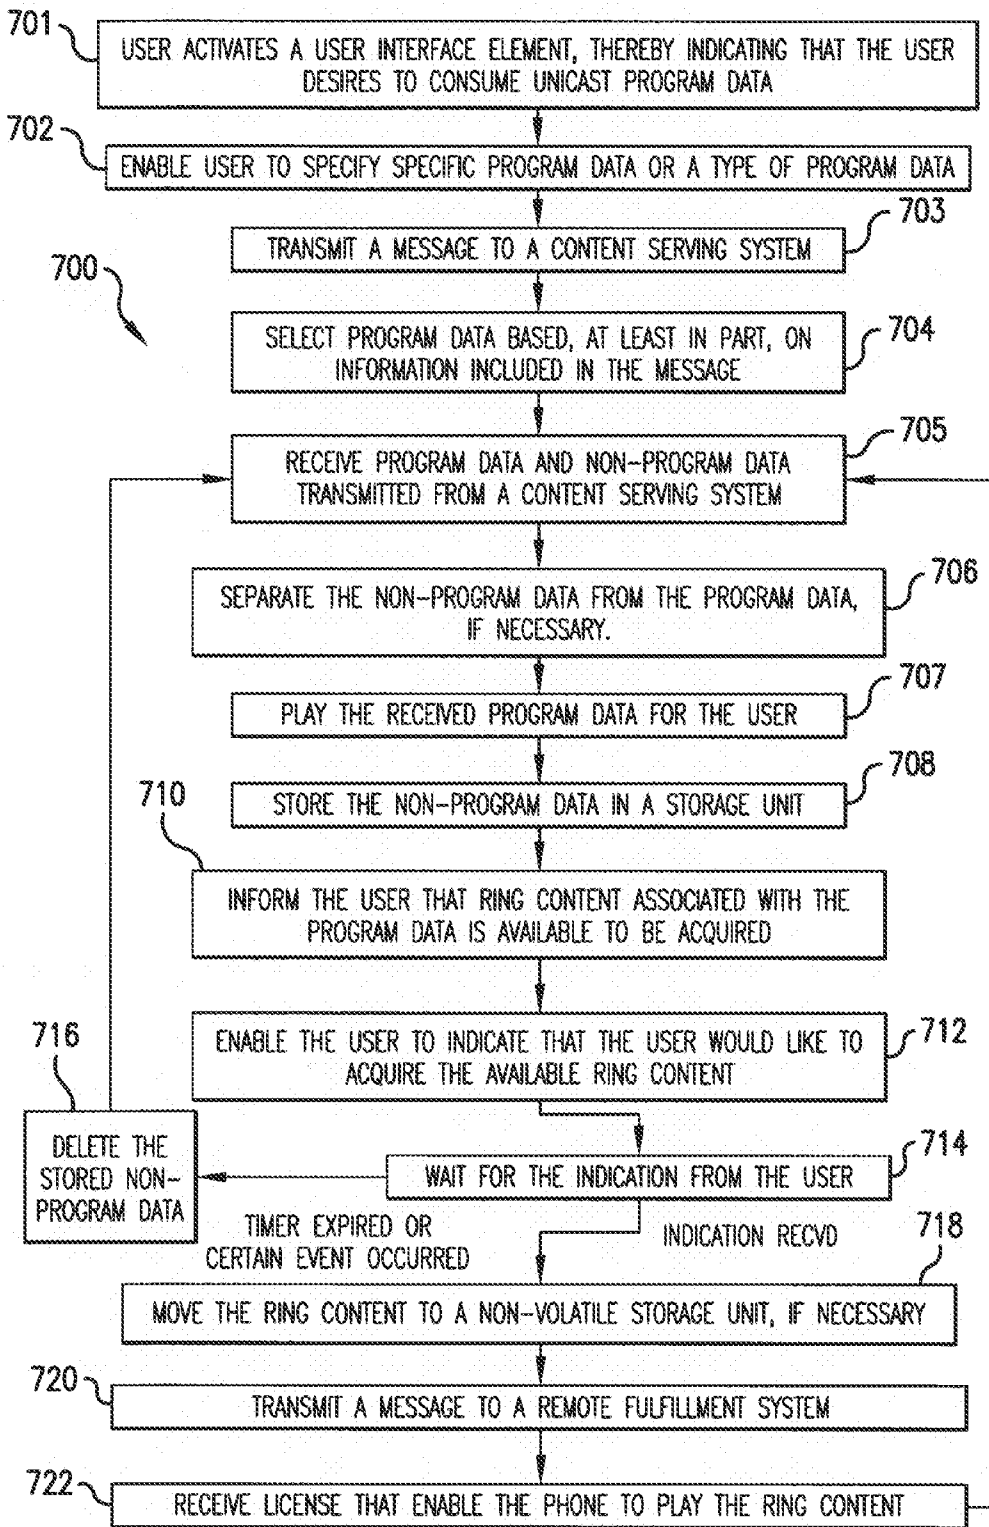 701
USER ACTIVATES A USER INTERFACE ELEMENT, THEREBY INDICATING THAT THE USER
DESIRES TO CONSUME UNICAST PROGRAM DATA
702
ENABLE USER TO SPECIFY SPECIFIC PROGRAM DATA OR A TYPE OF PROGRAM DATA
703
TRANSMIT A MESSAGE TO A CONTENT SERVING SYSTEM
700
704
SELECT PROGRAM DATA BASED, AT LEAST IN PART, ON
INFORMATION INCLUDED IN THE MESSAGE
705
RECEIVE PROGRAM DATA AND NON-PROGRAM DATA
TRANSMITTED FROM A CONTENT SERVING SYSTEM
706
SEPARATE THE NON-PROGRAM DATA FROM THE PROGRAM DATA,
IF NECESSARY.
707
PLAY THE RECEIVED PROGRAM DATA FOR THE USER
708
STORE THE NON-PROGRAM DATA IN A STORAGE UNIT
710
INFORM THE USER THAT RING CONTENT ASSOCIATED WITH THE
PROGRAM DATA IS AVAILABLE TO BE ACQUIRED
712
ENABLE THE USER TO INDICATE THAT THE USER WOULD LIKE TO
ACQUIRE THE AVAILABLE RING CONTENT
716
DELETE THE
STORED NON-
PROGRAM DATA
714
WAIT FOR THE INDICATION FROM THE USER
TIMER EXPIRED OR
CERTAIN EVENT OCCURRED
INDICATION RECVD
718
MOVE THE RING CONTENT TO A NON-VOLATILE STORAGE UNIT, IF NECESSARY
720
TRANSMIT A MESSAGE TO A REMOTE FULFILLMENT SYSTEM
722
RECEIVE LICENSE THAT ENABLE THE PHONE TO PLAY THE RING CONTENT